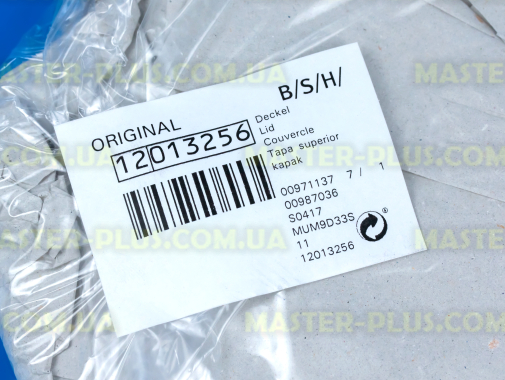 B/S/H/
ORIGINAL
12013256
Deckel
Lid
Couvercle
Tapa superior
kapak
00971137 7 / 1
00987036
S0417
MUM9D33S
11
12013256
MASTER-PLUS.COM.UA
MASTER-PLUS.COM.UA
MASTER-PLUS.COM.UA
MASTER-PLUS.COM.UA